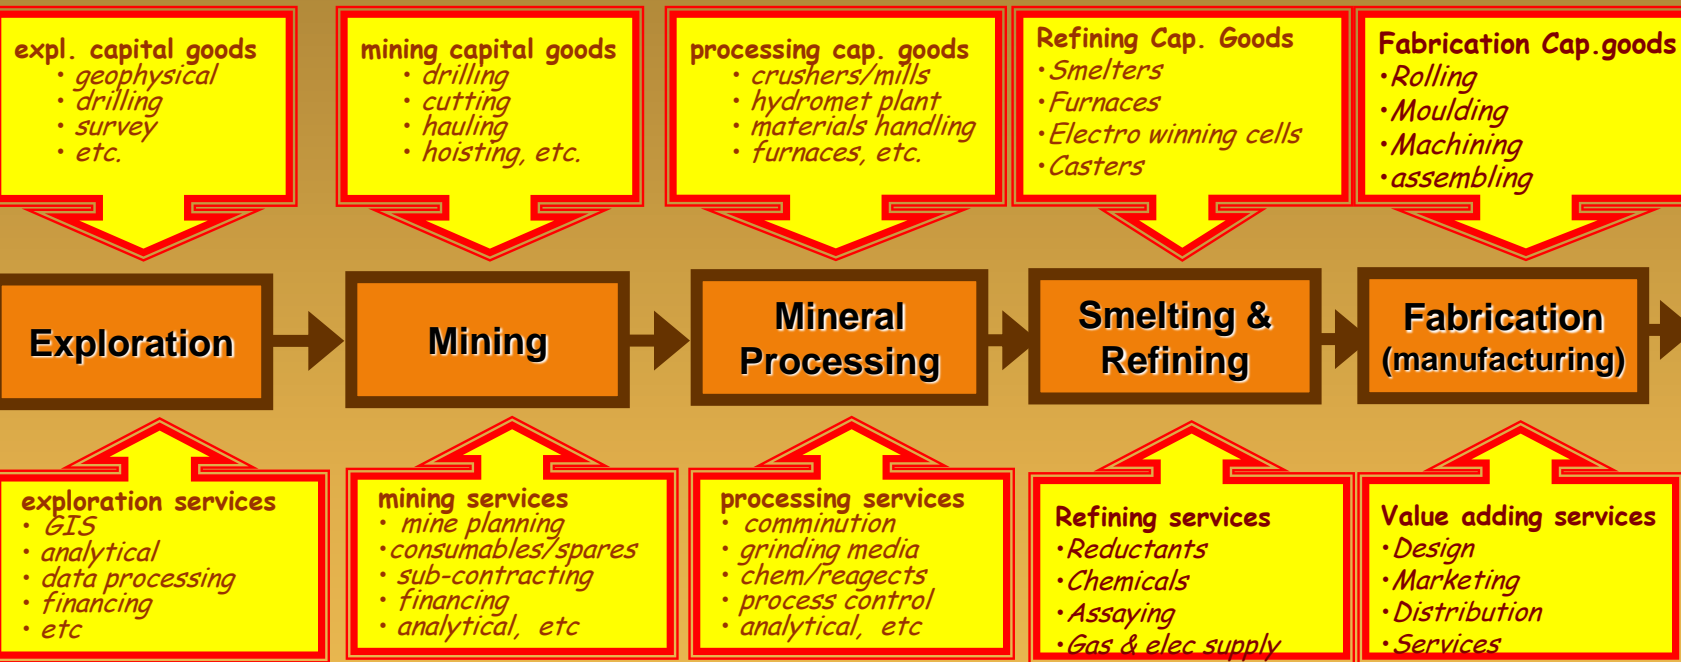 expl. capital goods
• geophysical
• drilling
• survey
• etc.
mining capital goods
• drilling
• cutting
• hauling
• hoisting, etc.
processing cap. goods
• crushers/mills
• hydromet plant
• materials handling
• furnaces, etc.
Refining Cap. Goods
•Smelters
•Furnaces
•Electro winning cells
•Casters
Fabrication Cap.goods
•Rolling
•Moulding
•Machining
•assembling
Exploration
Mining
Mineral
Processing
Smelting &
Refining
Fabrication
(manufacturing)
exploration services
• GIS
• analytical
• data processing
• financing
• etc
mining services
• mine planning
•consumables/spares
• sub-contracting
• financing
• analytical, etc
processing services
• comminution
• grinding media
• chem/reagects
• process control
• analytical, etc
Refining services
•Reductants
•Chemicals
•Assaying
•Gas & elec supply
Value adding services
•Design
•Marketing
•Distribution
•Services